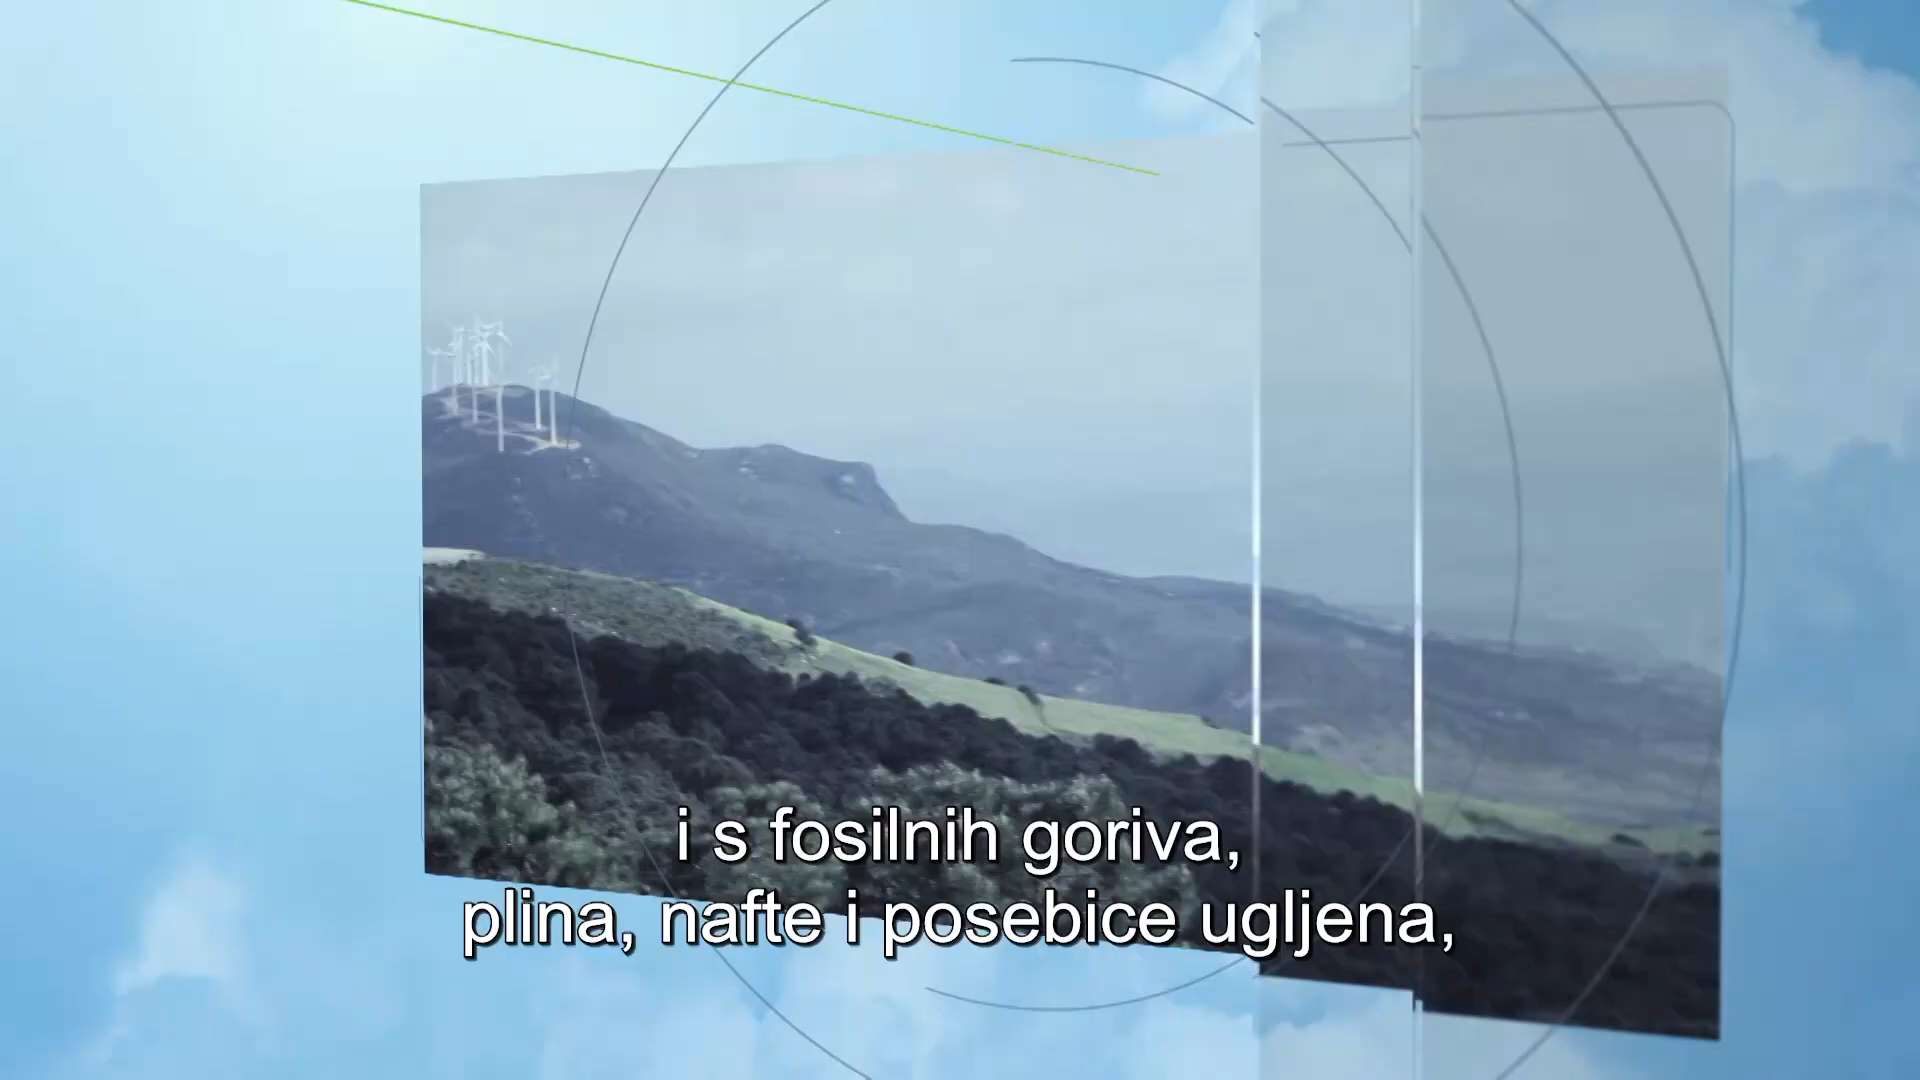 i s fosilnih goriva,
plina, nafte i posebice ugljena,